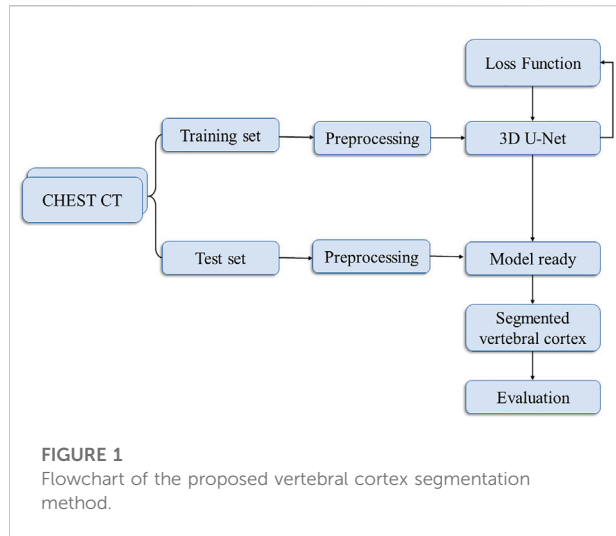 Loss Function
Training set
Preprocessing
3D U-Net
CHEST CT
Test set
Preprocessing
Model ready
Segmented
vertebral cortex
Evaluation
FIGURE 1
Flowchart of the proposed vertebral cortex segmentation
method.